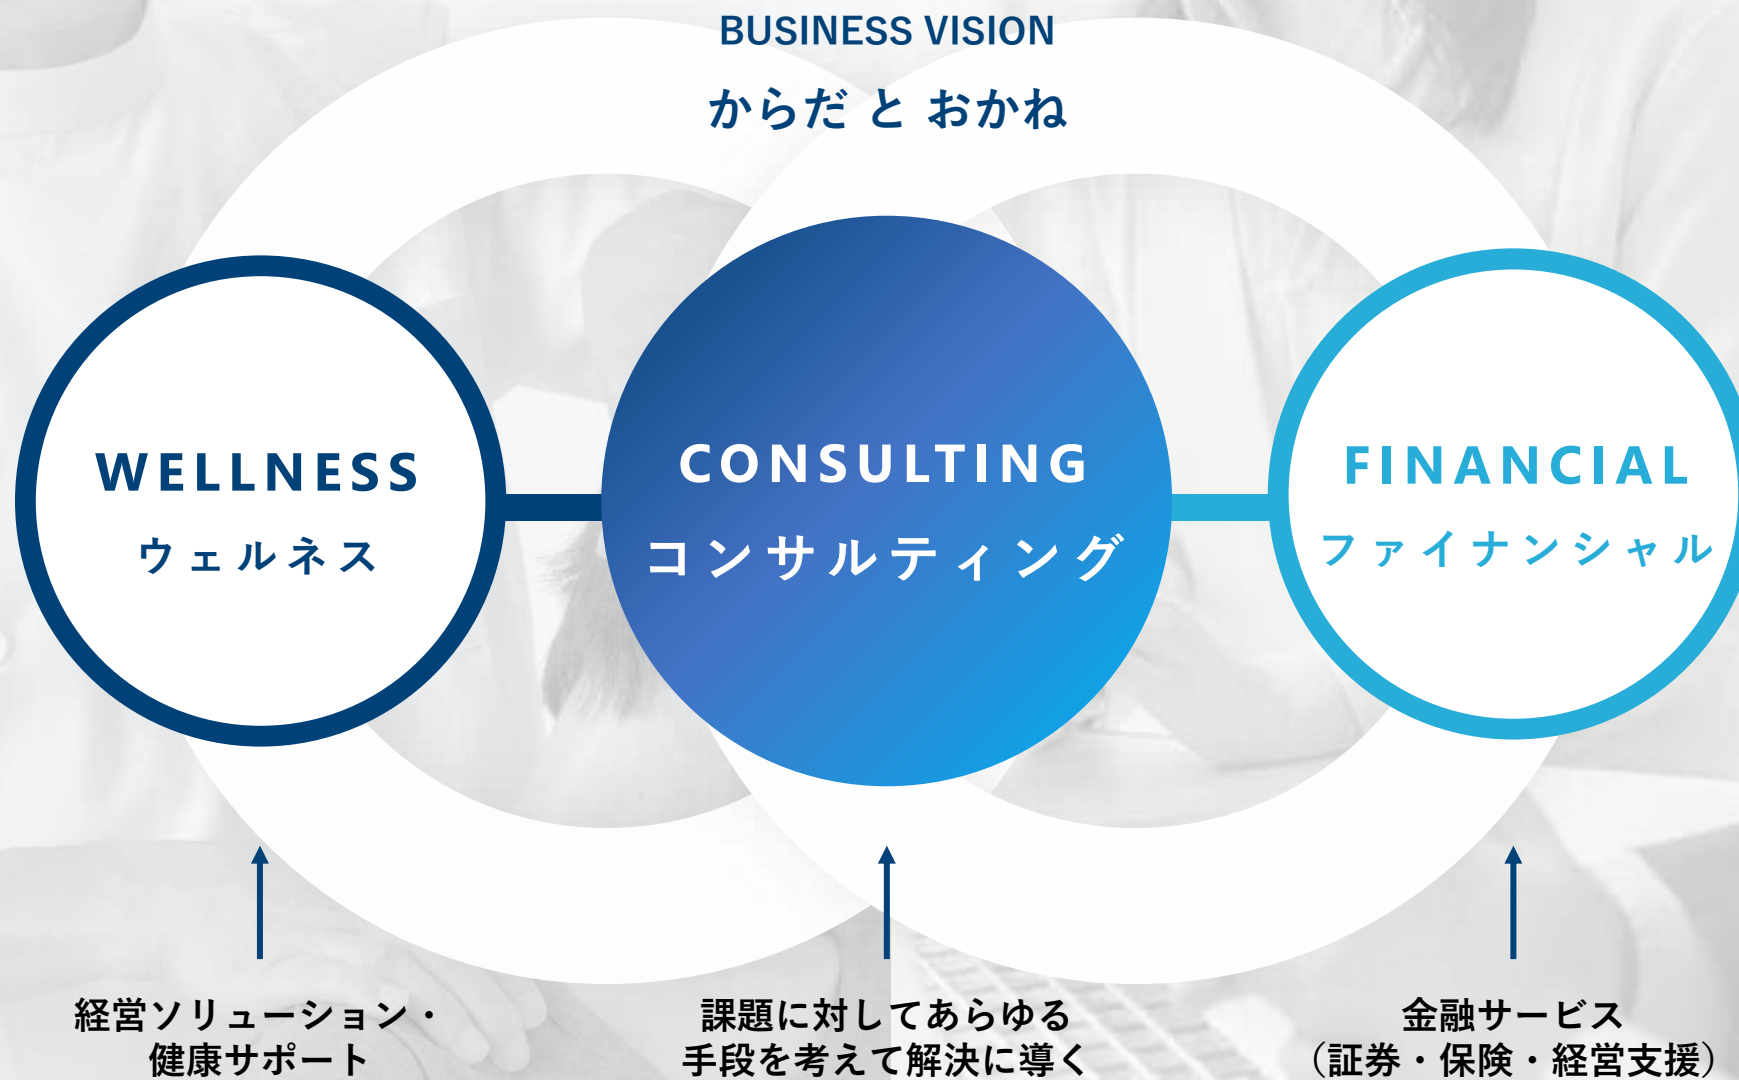 BUSINESS VISION
からだ と おかね
WELLNESS
ウェルネス
CONSULTING
コンサルティング
FINANCIAL
ファイナンシャル
経営ソリューション・
健康サポート
課題に対してあらゆる
手段を考えて解決に導く
金融サービス
（証券・保険・経営支援）